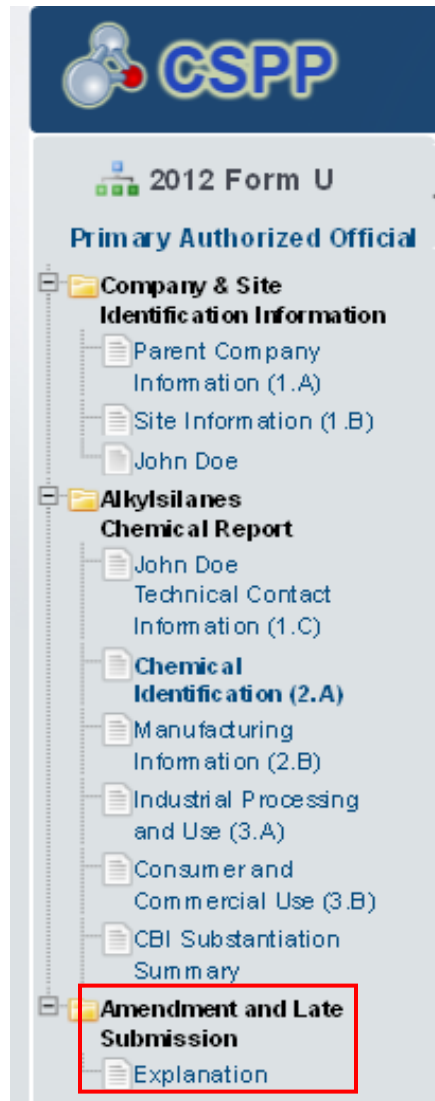 CSPP
2012 Form U
Primary Authorized Official
Company & Site
Identification Information
Parent Company
Information (1.A)
Site Information (1.B)
John Doe
Alkylsilanes
Chemical Report
John Doe
Technical Contact
Information (1.C)
Chemical
Identification (2.A)
Manufacturing
Information (2.B)
Industrial Processing
and Use (3.A)
Consumer and
Commercial Use (3.B)
CBI Substantiation
Summary
Amendment and Late
Submission
Explanation